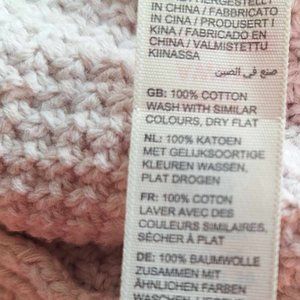 IN CHINA / FABBRICATO
IN CINA / PRODUSERT I
KINA / FABRICADO EN
CHINA / VALMISTETTU
KIINASSA
صنع في الصين
GB: 100% COTTON
WASH WITH SIMILAR
COLOURS, DRY FLAT
NL: 100% KATOEN
MET GELIJKSOORTIGE
KLEUREN WASSEN,
PLAT DROGEN
FR: 100% COTON
LAVER AVEC DES
COULEURS SIMILAIRES,
SÉCHER À PLAT
DE: 100% BAUMWOLLE
ZUSAMMEN MIT
ÄHNLICHEN FARBEN
WASCHEN